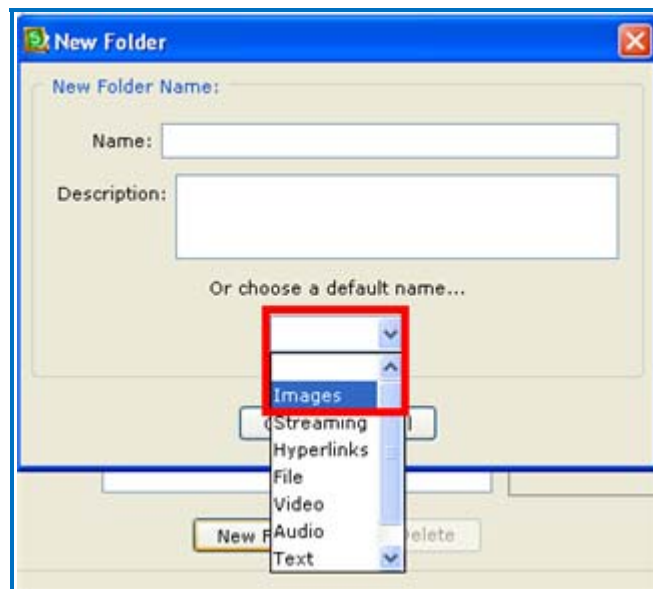 New Folder
New Folder Name:
Name:
Description:
Or choose a default name...
Images
Streaming
Hyperlinks
File
Video
Audio
Text
New